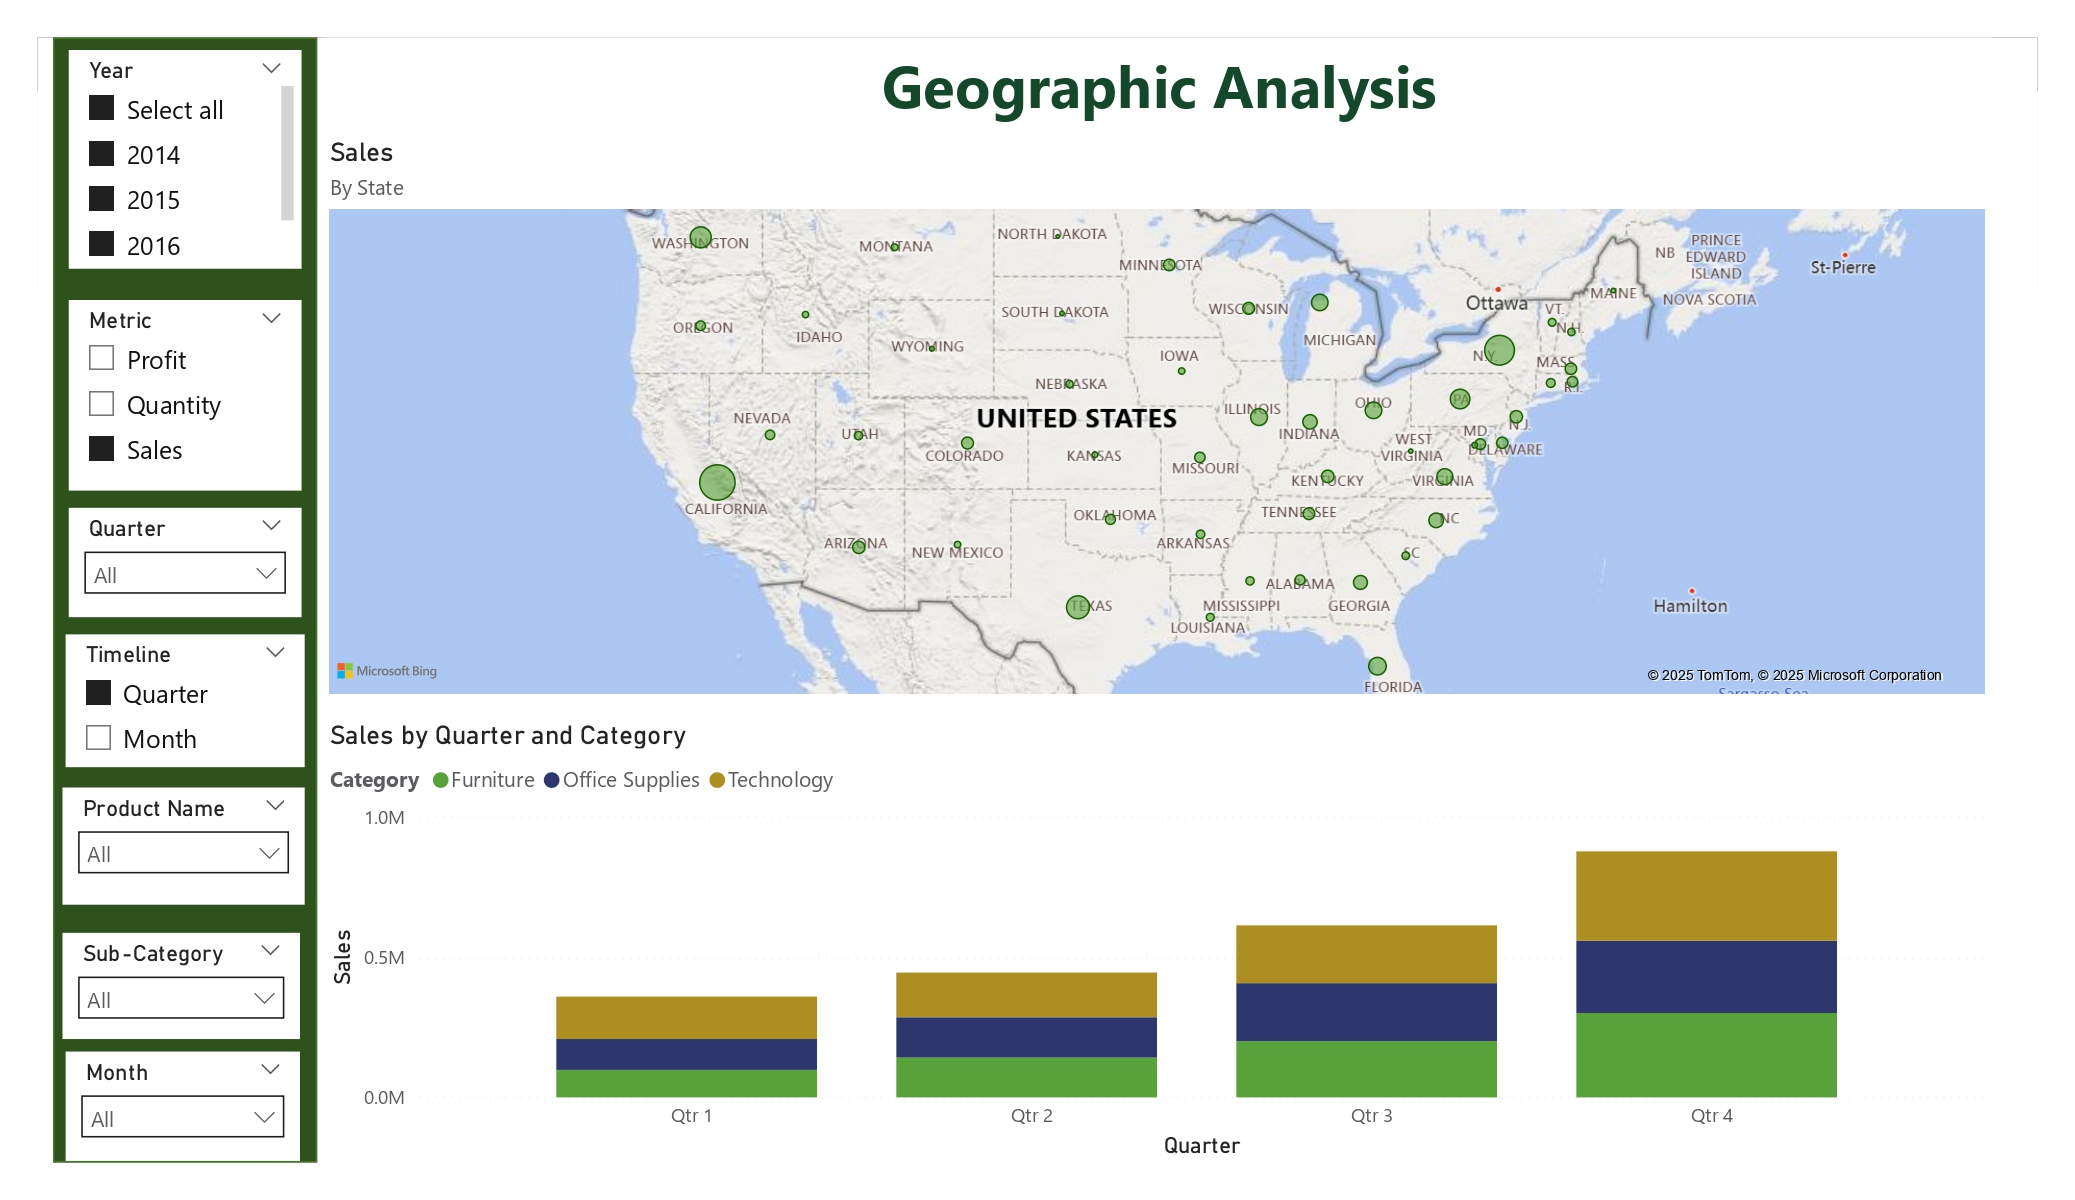 Year
Select all
2014
2015
2016
Metric
Profit
Quantity
Sales
Quarter
All
Timeline
Quarter
Month
Product Name
All
Sub-Category
All
Month
All
Geographic Analysis
Sales
By State
WASHINGTON
MONTANA
NORTH DAKOTA
MINNESOTA
NB
PRINCE
EDWARD
ISLAND
St-Pierre
OREGON
IDAHO
WYOMING
SOUTH DAKOTA
WISCONSIN
MICHIGAN
Ottawa
MAINE
NOVA SCOTIA
VT.
N.H.
N.Y.
MASS.
R.I.
IOWA
NEBRASKA
NEVADA
UTAH
COLORADO
UNITED STATES
KANSAS
MISSOURI
ILLINOIS
INDIANA
OHIO
PA
N.J.
MD.
DELAWARE
WEST
VIRGINIA
VIRGINIA
KENTUCKY
CALIFORNIA
ARIZONA
NEW MEXICO
OKLAHOMA
ARKANSAS
TENNESSEE
NC
SC
TEXAS
LOUISIANA
MISSISSIPPI
ALABAMA
GEORGIA
FLORIDA
Hamilton
Microsoft Bing
© 2025 TomTom, © 2025 Microsoft Corporation
Sargasso Sea
Sales by Quarter and Category
Category Furniture Office Supplies Technology
1.0M
0.5M
0.0M
Sales
Qtr 1 Qtr 2 Qtr 3 Qtr 4
Quarter